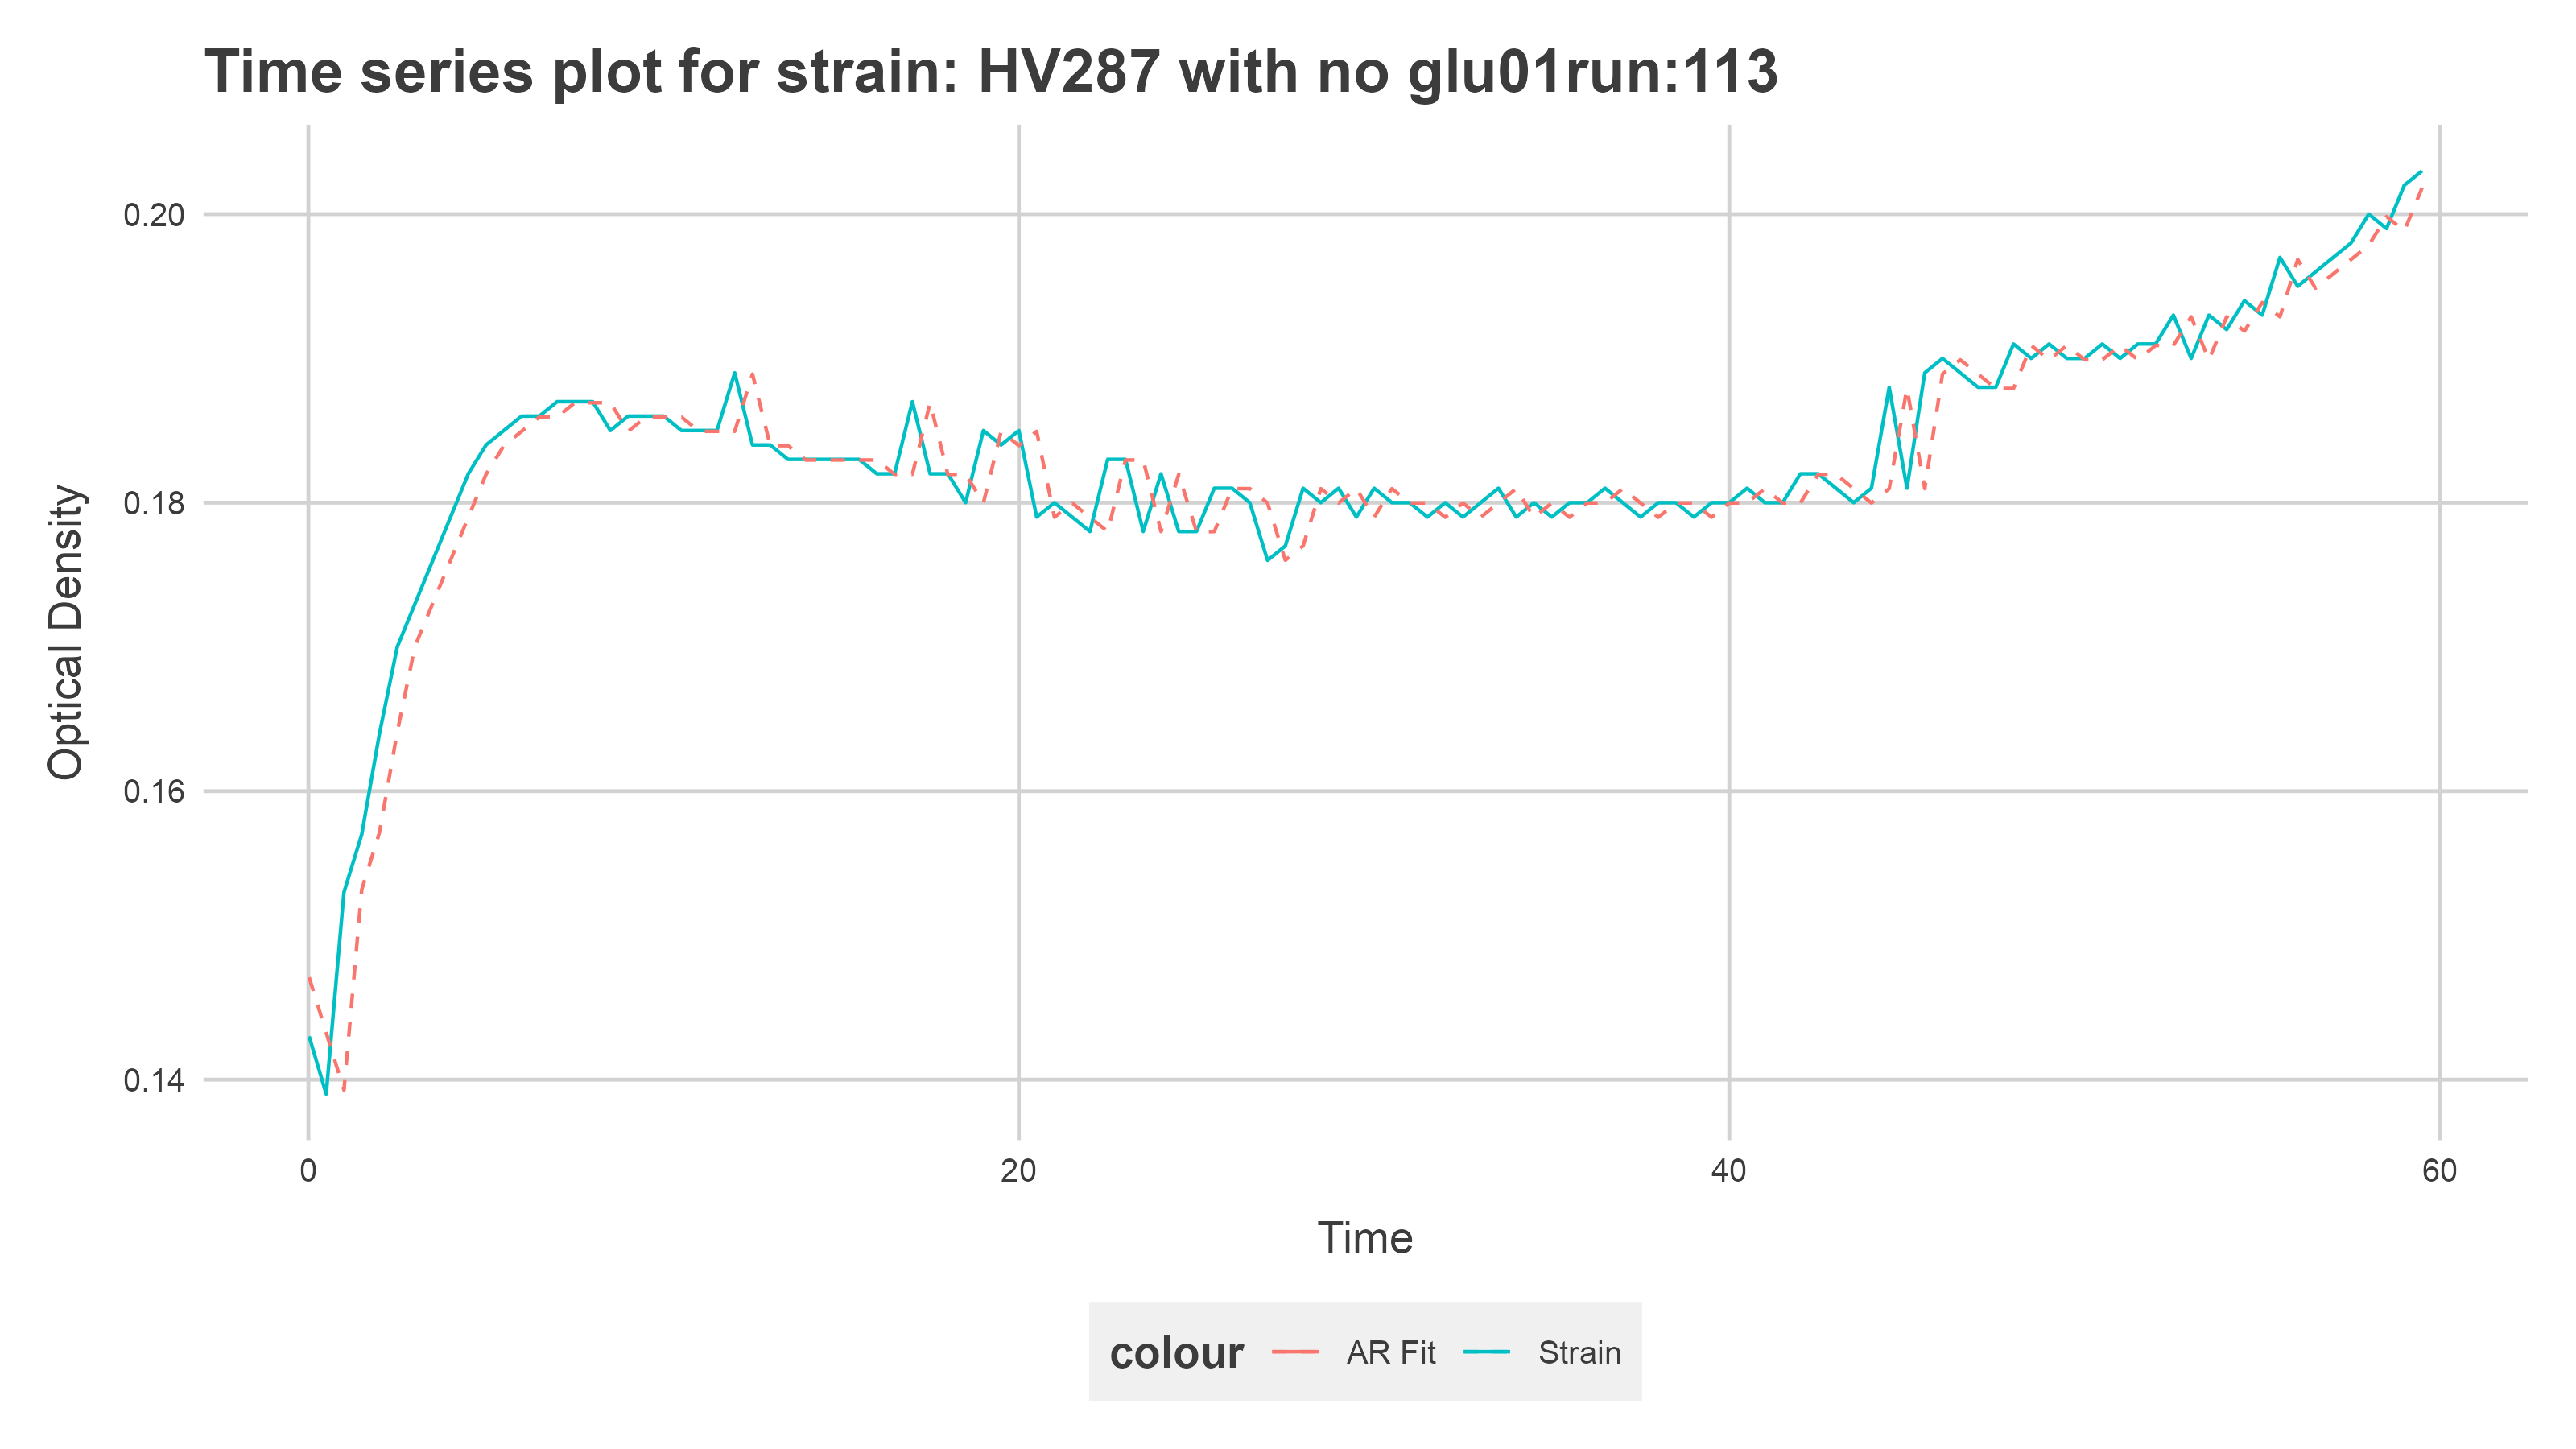 Time series plot for strain: HV287 with no glu01run:113
Optical Density
0.20
0.18
0.16
0.14
0 20 40 60
Time
colour AR Fit Strain